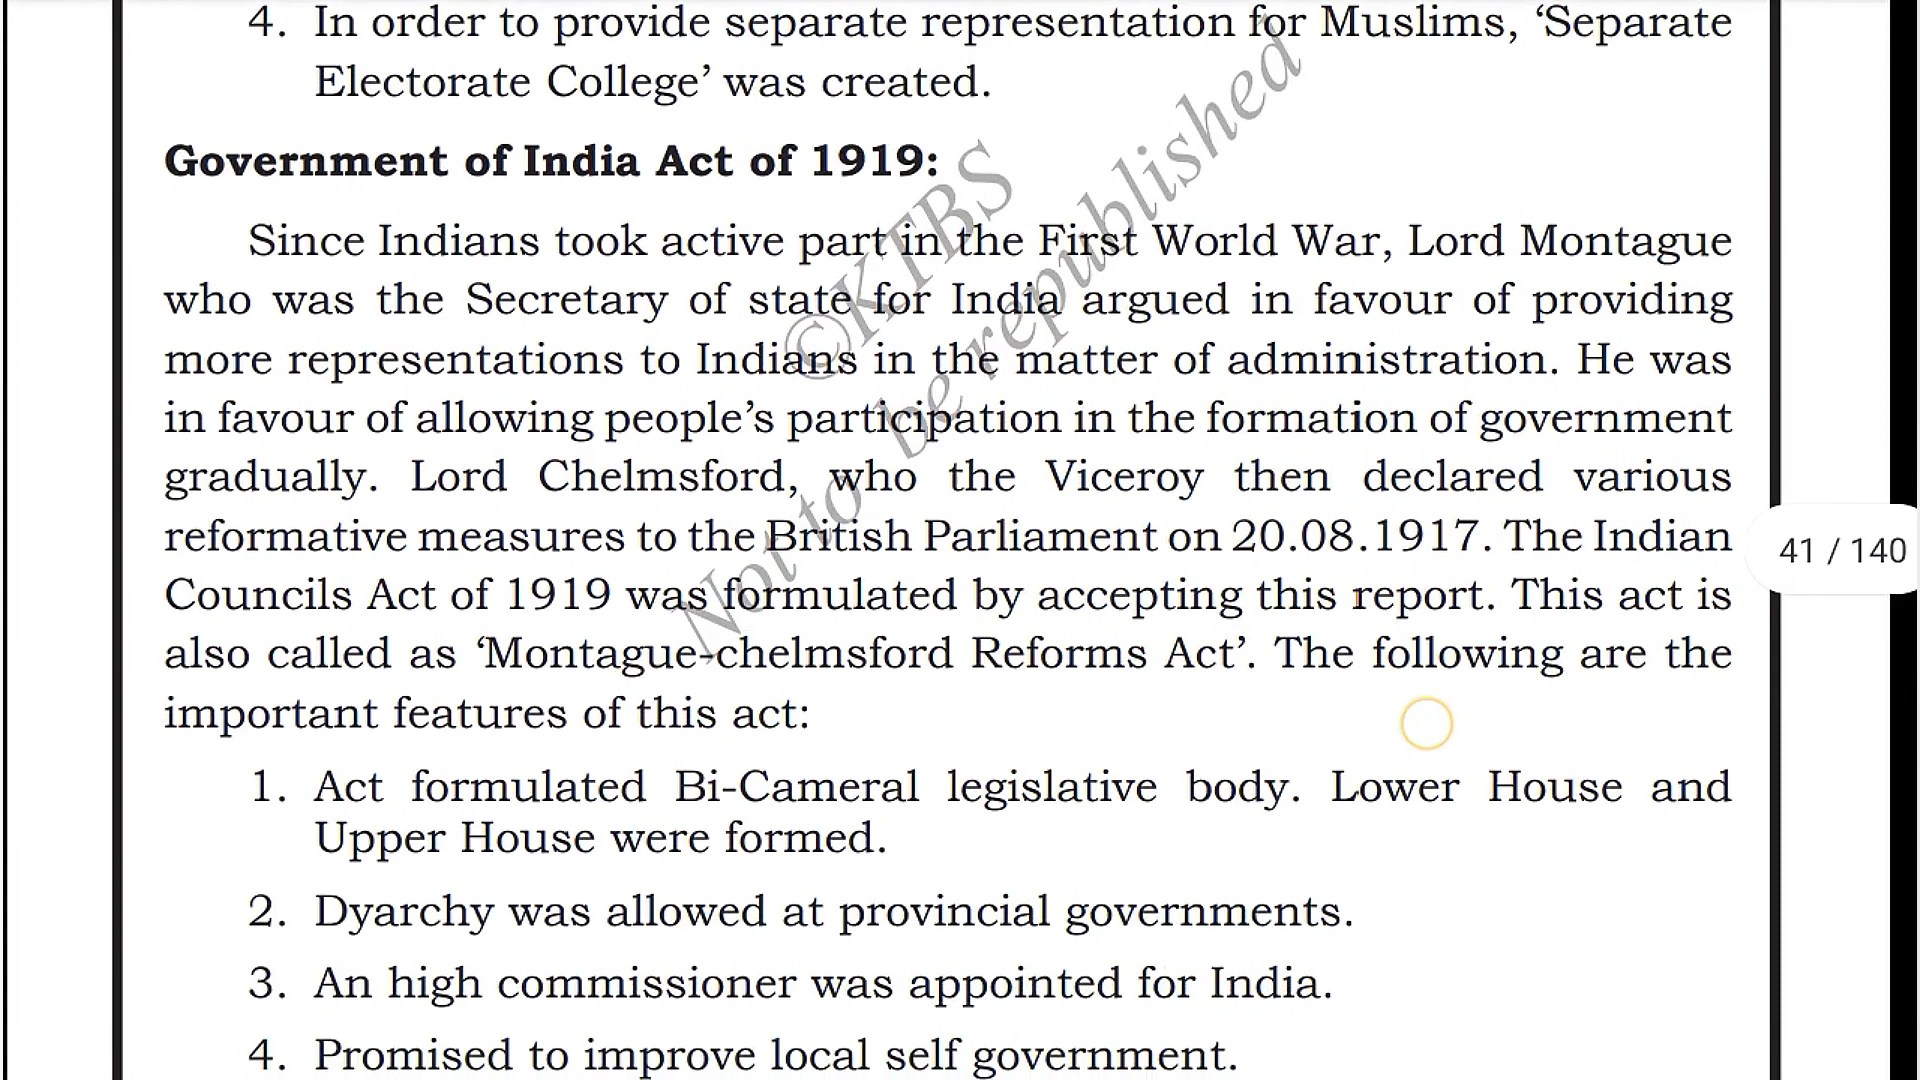 4. In order to provide separate representation for Muslims, ‘Separate
Electorate College’ was created.
Government of India Act of 1919:
Since Indians took active part in the First World War, Lord Montague
who was the Secretary of state for India argued in favour of providing
more representations to Indians in the matter of administration. He was
in favour of allowing people’s participation in the formation of government
gradually. Lord Chelmsford, who the Viceroy then declared various
reformative measures to the British Parliament on 20.08.1917. The Indian
Councils Act of 1919 was formulated by accepting this report. This act is
also called as ‘Montague-chelmsford Reforms Act’. The following are the
important features of this act:
1. Act formulated Bi-Cameral legislative body. Lower House and
Upper House were formed.
2. Dyarchy was allowed at provincial governments.
3. An high commissioner was appointed for India.
4. Promised to improve local self government.
©KTBS
Not to be republished
41 / 140